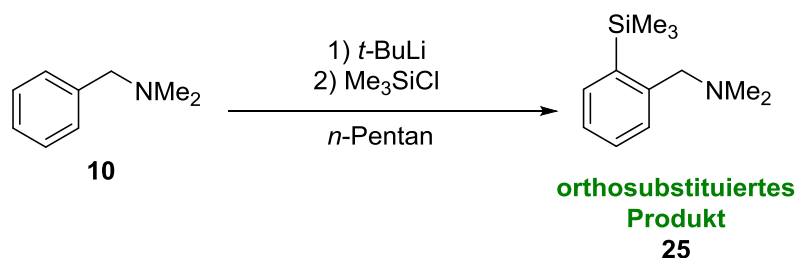 NMe2
10
1) t-BuLi
2) Me3SiCl
n-Pentan
SiMe3
NMe2
orthosubstituiertes
Produkt
25